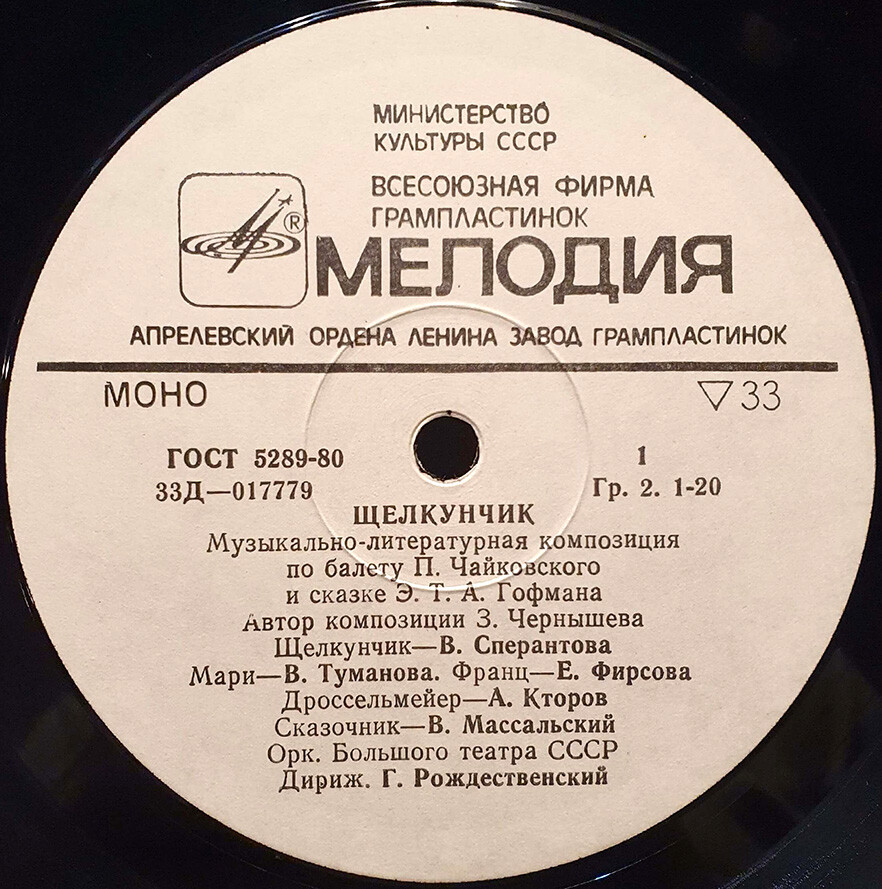 МИНИСТЕРСТВО
КУЛЬТУРЫ СССР
ВСЕСОЮЗНАЯ ФИРМА
ГРАМПЛАСТИНОК
®
МЕЛОДИЯ
АПРЕЛЕВСКИЙ ОРДЕНА ЛЕНИНА ЗАВОД ГРАМПЛАСТИНОК
МОНО ▽33
ГОСТ 5289-80 1
33Д—017779 Гр. 2. 1-20
ЩЕЛКУНЧИК
Музыкально-литературная композиция
по балету П. Чайковского
и сказке Э. Т. А. Гофмана
Автор композиции З. Чернышева
Щелкунчик—В. Сперантова
Мари—В. Туманова. Франц—Е. Фирсова
Дроссельмейер—А. Кторов
Сказочник—В. Массальский
Орк. Большого театра СССР
Дириж. Г. Рождественский